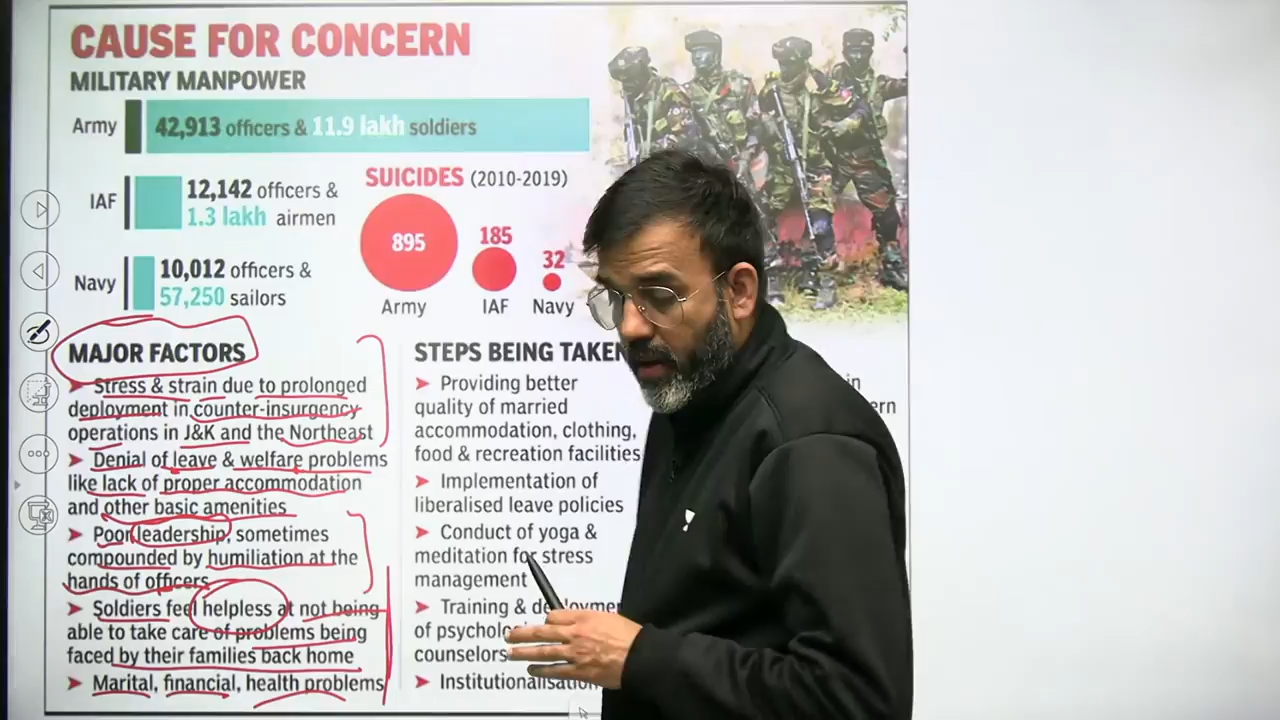 CAUSE FOR CONCERN
MILITARY MANPOWER
Army
42,913 officers & 11.9 lakh soldiers
IAF
12,142 officers &
1.3 lakh airmen
Navy
10,012 officers &
57,250 sailors
SUICIDES (2010-2019)
895
185
32
Army
IAF
Navy
MAJOR FACTORS
➤ Stress & strain due to prolonged
deployment in counter-insurgency
operations in J&K and the Northeast
➤ Denial of leave & welfare problems
like lack of proper accommodation
and other basic amenities
➤ Poor leadership, sometimes
compounded by humiliation at the
hands of officers
➤ Soldiers feel helpless at not being
able to take care of problems being
faced by their families back home
➤ Marital, financial, health problems
STEPS BEING TAKEN
➤ Providing better
quality of married
accommodation, clothing,
food & recreation facilities
➤ Implementation of
liberalised leave policies
➤ Conduct of yoga &
meditation for stress
management
➤ Training &
of
counselors
➤ Institutionalisation
in